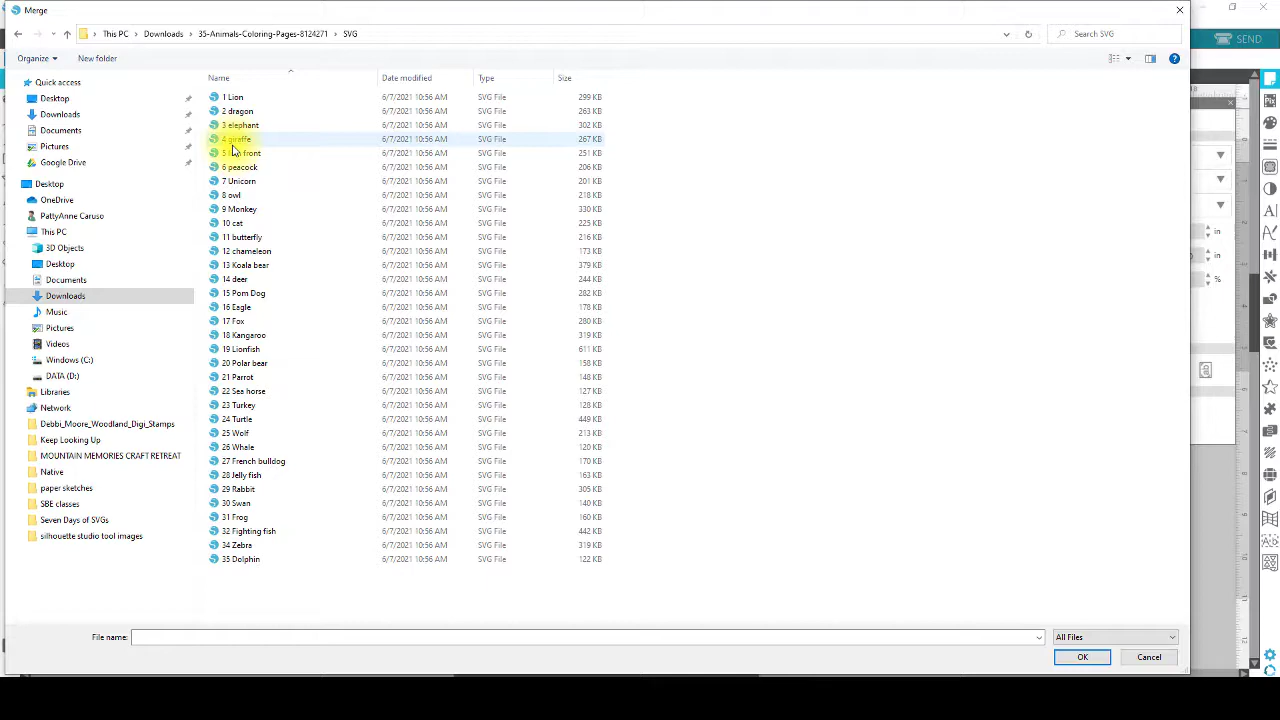 Merge
This PC > Downloads > 35-Animals-Coloring-Pages-8124271 > SVG
Search SVG
SEND
Organize
New folder
Name Date modified Type Size
Quick access
Desktop
Downloads
Documents
Pictures
Google Drive
Desktop
OneDrive
PattyAnne Caruso
This PC
3D Objects
Desktop
Documents
Downloads
Music
Pictures
Videos
Windows (C:)
DATA (D:)
Libraries
Network
Debbi_Moore_Woodland_Digi_Stamps
Keep Looking Up
MOUNTAIN MEMORIES CRAFT RETREAT
Native
paper sketches
SBE classes
Seven Days of SVGs
silhouette studio tool images
1 Lion 6/7/2021 10:56 AM SVG File 299 KB
2 dragon 6/7/2021 10:56 AM SVG File 263 KB
3 elephant 6/7/2021 10:56 AM SVG File 302 KB
4 giraffe 6/7/2021 10:56 AM SVG File 267 KB
5 front 6/7/2021 10:56 AM SVG File 251 KB
6 peacock 6/7/2021 10:56 AM SVG File 206 KB
7 Unicorn 6/7/2021 10:56 AM SVG File 201 KB
8 owl 6/7/2021 10:56 AM SVG File 218 KB
9 Monkey 6/7/2021 10:56 AM SVG File 330 KB
10 cat 6/7/2021 10:56 AM SVG File 225 KB
11 butterfly 6/7/2021 10:56 AM SVG File 216 KB
12 chameleon 6/7/2021 10:56 AM SVG File 173 KB
13 Koala bear 6/7/2021 10:56 AM SVG File 379 KB
14 deer 6/7/2021 10:56 AM SVG File 244 KB
15 Pom Dog 6/7/2021 10:56 AM SVG File 282 KB
16 Eagle 6/7/2021 10:56 AM SVG File 178 KB
17 Fox 6/7/2021 10:56 AM SVG File 280 KB
18 Kangaroo 6/7/2021 10:56 AM SVG File 319 KB
19 Lionfish 6/7/2021 10:56 AM SVG File 611 KB
20 Polar bear 6/7/2021 10:56 AM SVG File 158 KB
21 Parrot 6/7/2021 10:56 AM SVG File 148 KB
22 Sea horse 6/7/2021 10:56 AM SVG File 127 KB
23 Turkey 6/7/2021 10:56 AM SVG File 128 KB
24 Turtle 6/7/2021 10:56 AM SVG File 449 KB
25 Wolf 6/7/2021 10:56 AM SVG File 213 KB
26 Whale 6/7/2021 10:56 AM SVG File 120 KB
27 French bulldog 6/7/2021 10:56 AM SVG File 170 KB
28 Jelly fish 6/7/2021 10:56 AM SVG File 163 KB
29 Rabbit 6/7/2021 10:56 AM SVG File 305 KB
30 Swan 6/7/2021 10:56 AM SVG File 140 KB
31 Frog 6/7/2021 10:56 AM SVG File 160 KB
32 Fighting fish 6/7/2021 10:56 AM SVG File 442 KB
34 Zebra 6/7/2021 10:56 AM SVG File 319 KB
35 Dolphin 6/7/2021 10:56 AM SVG File 122 KB
in
in
%
File name:
All Files
OK
Cancel